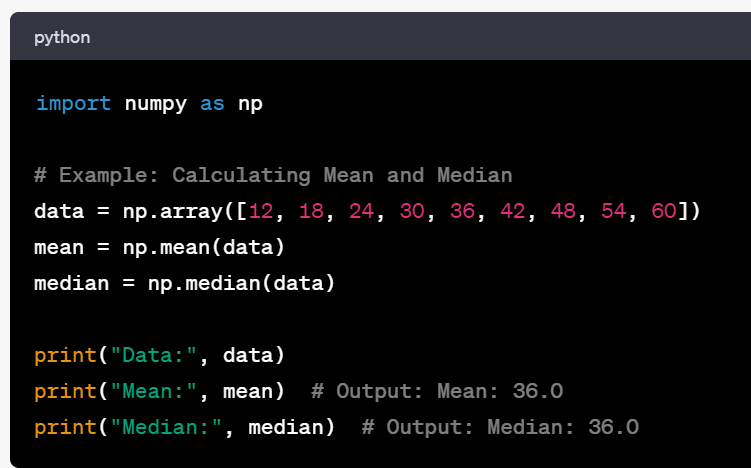 python
import numpy as np
# Example: Calculating Mean and Median
data = np.array([12, 18, 24, 30, 36, 42, 48, 54, 60])
mean = np.mean(data)
median = np.median(data)
print("Data:", data)
print("Mean:", mean)  # Output: Mean: 36.0
print("Median:", median)  # Output: Median: 36.0